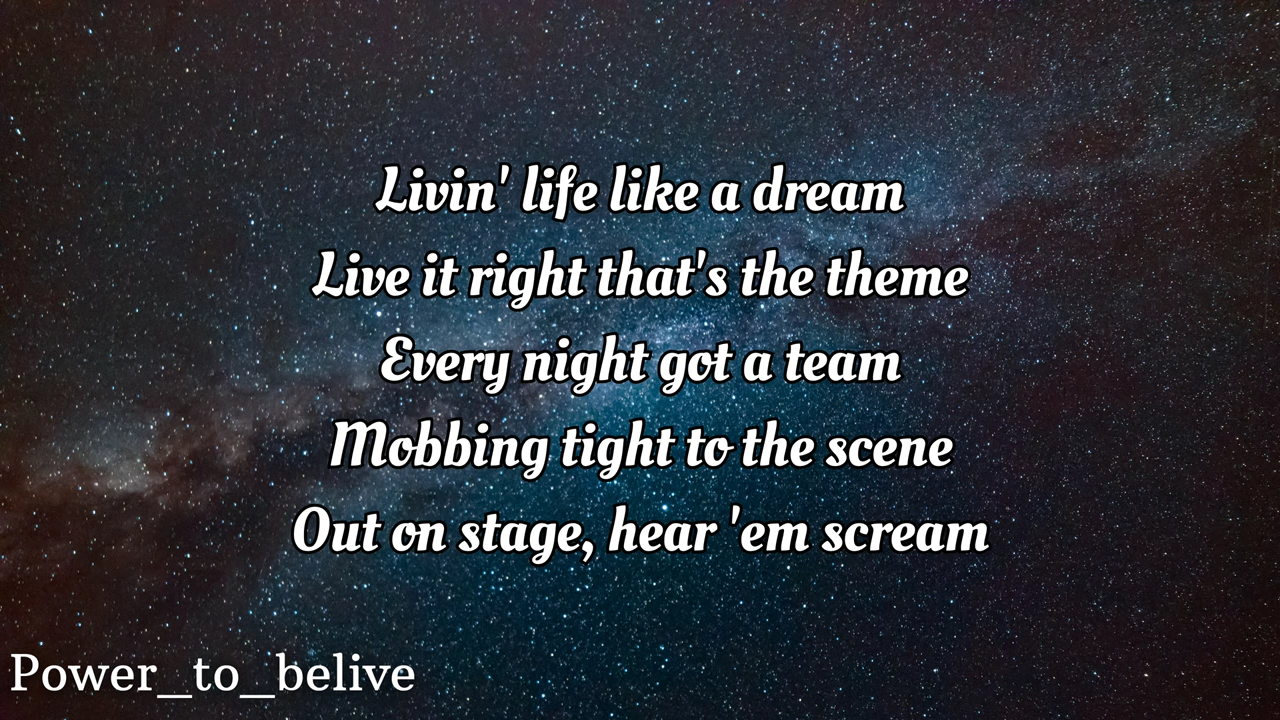 Livin' life like a dream
Live it right that's the theme
Every night got a team
Mobbing tight to the scene
Out on stage, hear 'em scream
Power_to_belive